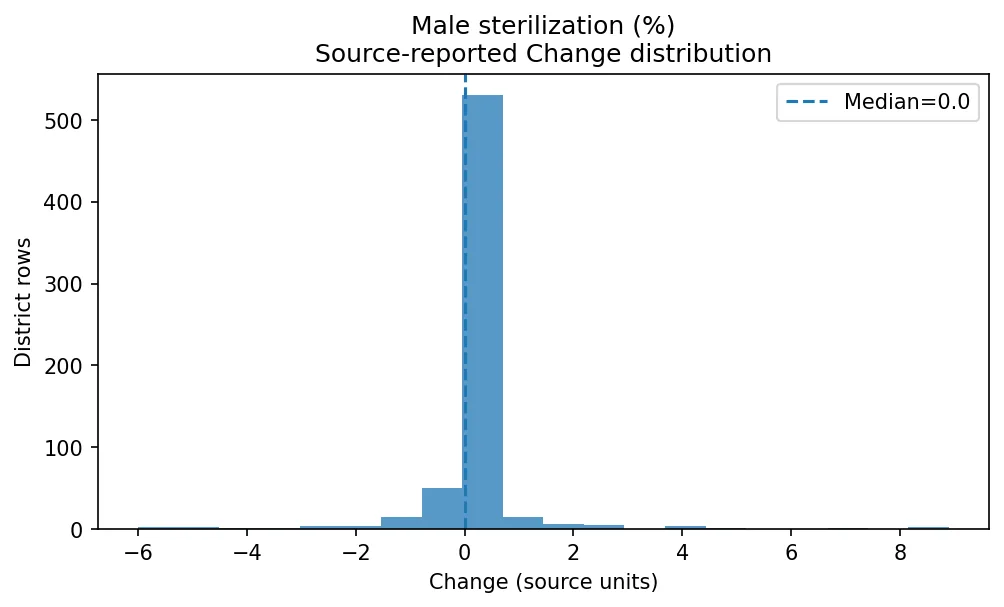 Male sterilization (%)
Source-reported Change distribution
Median=0.0
District rows
500
400
300
200
100
0
−6
−4
−2
0
2
4
6
8
Change (source units)